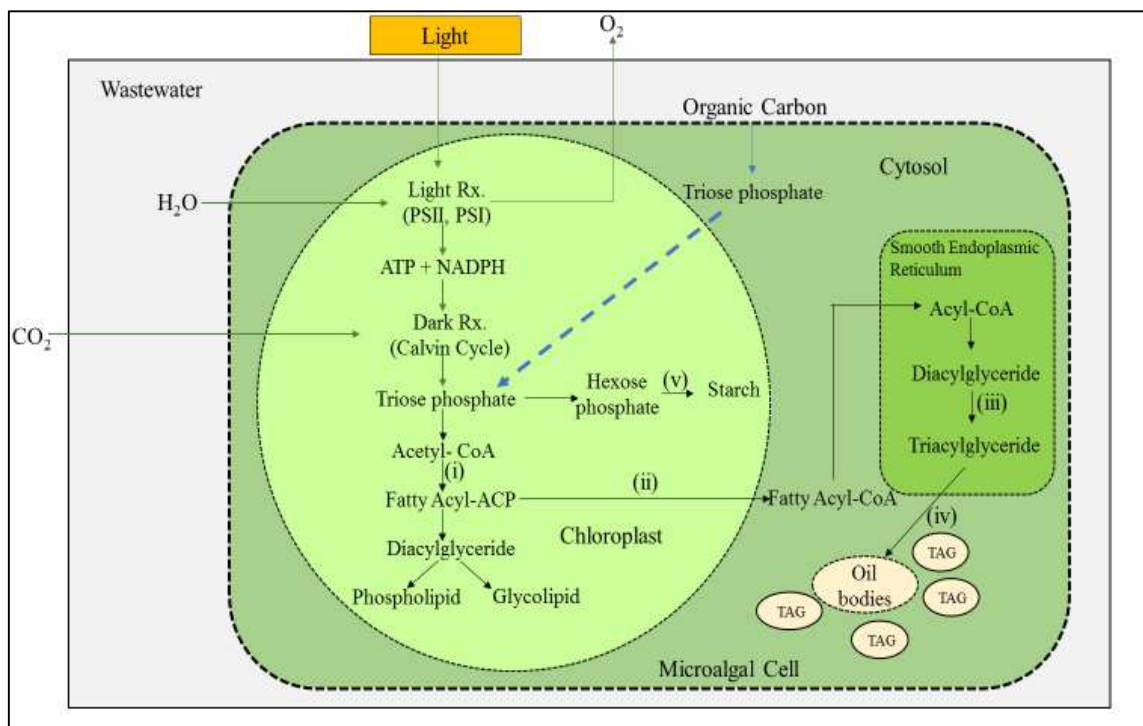 Light
O2
Wastewater
Organic Carbon
Cytosol
H2O
Light Rx.
(PSII, PSI)
Triose phosphate
ATP + NADPH
Smooth Endoplasmic
Reticulum
Acyl-CoA
CO2
Dark Rx.
(Calvin Cycle)
Diacylglyceride
(iii)
Triose phosphate
Hexose
phosphate
(v)
Starch
Triacylglyceride
Acetyl- CoA
(i)
Fatty Acyl-ACP
(ii)
Fatty Acyl-CoA
(iv)
Chloroplast
Diacylglyceride
Phospholipid
Glycolipid
Oil
bodies
TAG
TAG
TAG
TAG
Microalgal Cell